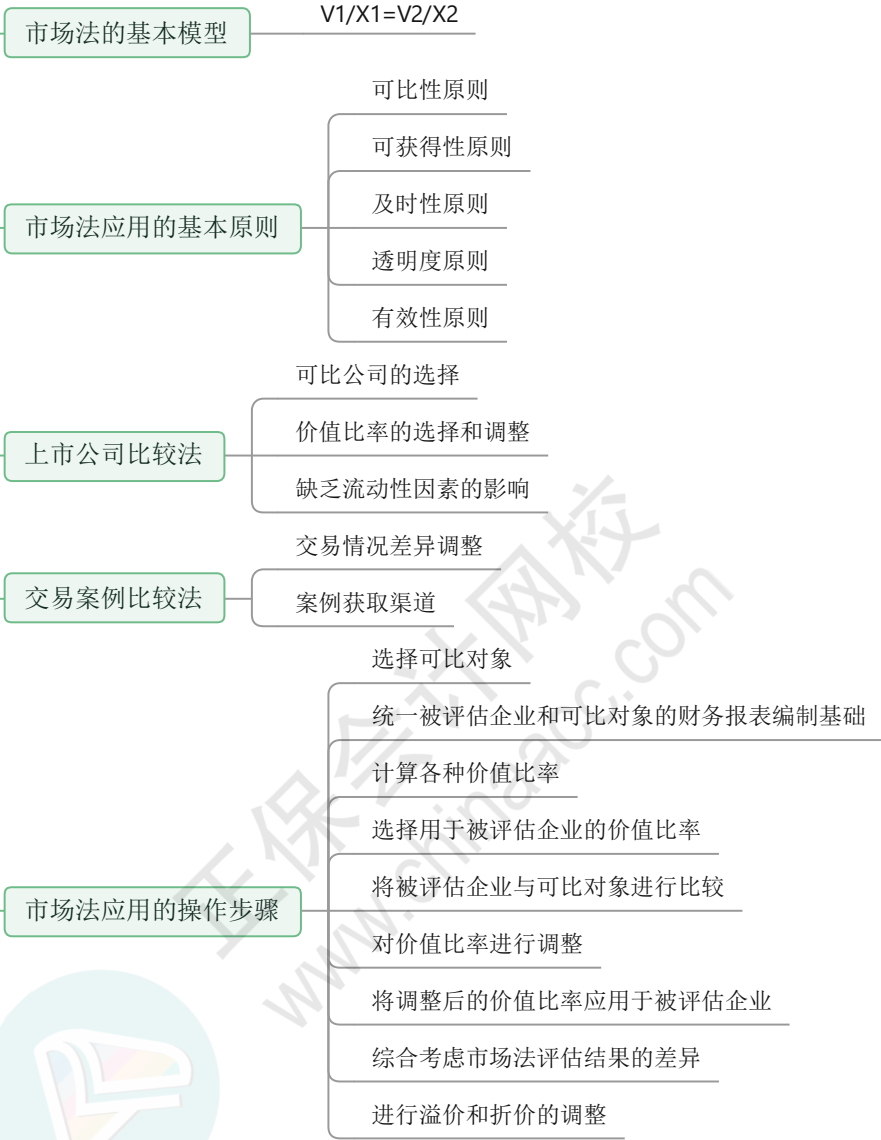 市场法的基本模型
V1/X1=V2/X2
市场法应用的基本原则
可比性原则
可获得性原则
及时性原则
透明度原则
有效性原则
上市公司比较法
可比公司的选择
价值比率的选择和调整
缺乏流动性因素的影响
交易案例比较法
交易情况差异调整
案例获取渠道
市场法应用的操作步骤
选择可比对象
统一被评估企业和可比对象的财务报表编制基础
计算各种价值比率
选择用于被评估企业的价值比率
将被评估企业与可比对象进行比较
对价值比率进行调整
将调整后的价值比率应用于被评估企业
综合考虑市场法评估结果的差异
进行溢价和折价的调整
正保会计网校
www.chinaacc.com